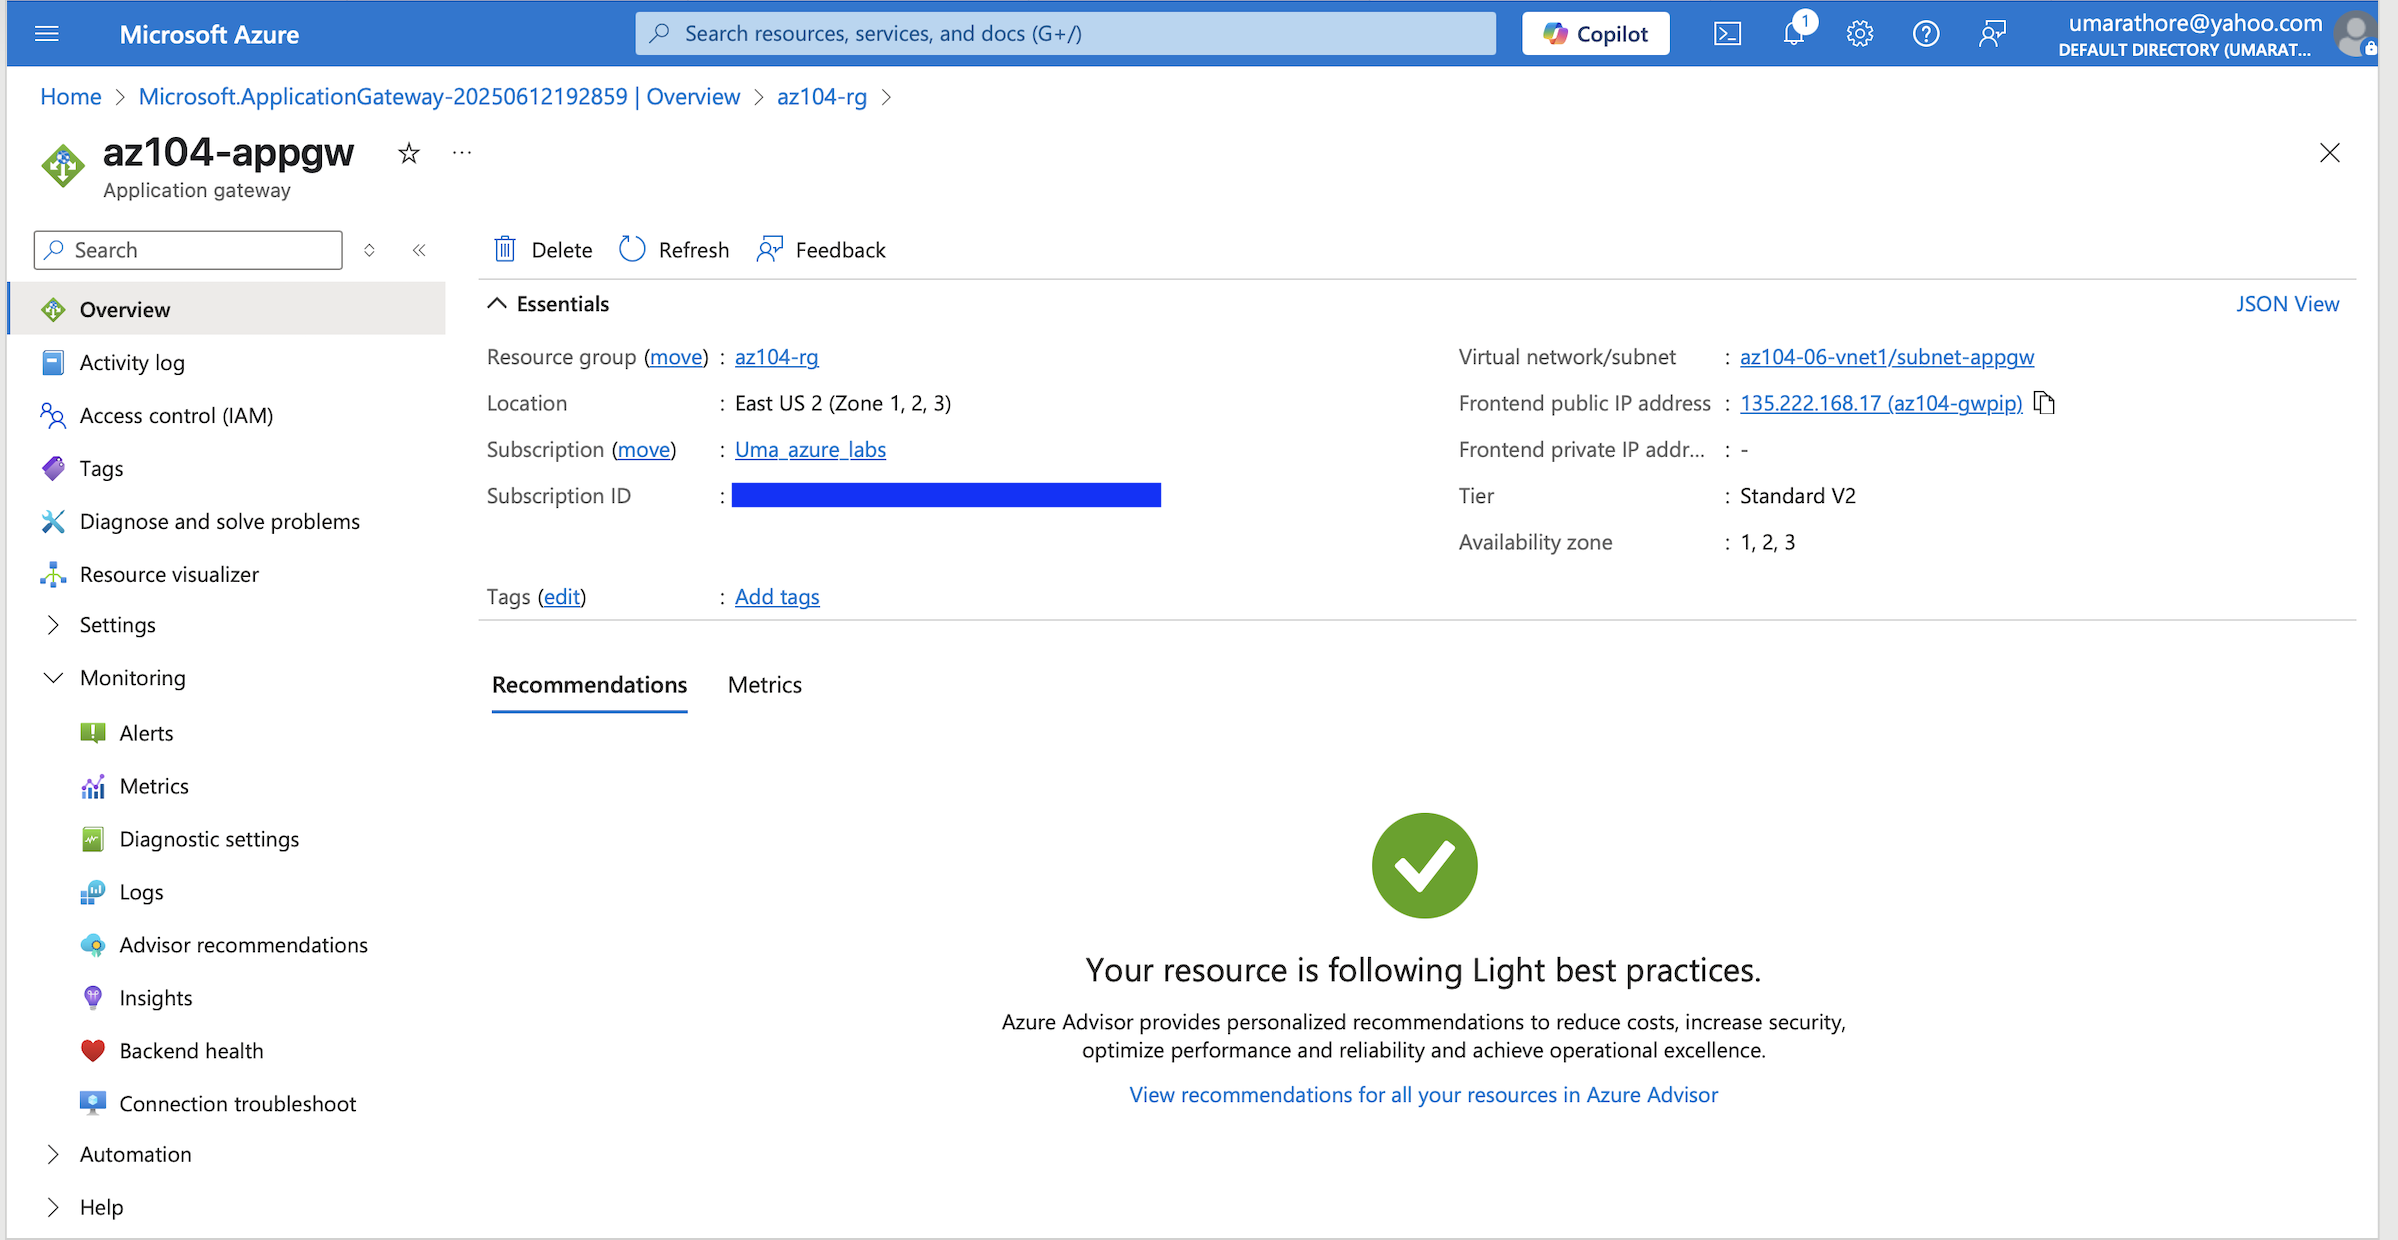 Microsoft Azure
Search resources, services, and docs (G+/)
Copilot
1
umarathore@yahoo.com
DEFAULT DIRECTORY (UMARAT...
Home > Microsoft.ApplicationGateway-20250612192859 | Overview > az104-rg >
az104-appgw
...
Application gateway
Search
Overview
Activity log
Access control (IAM)
Tags
Diagnose and solve problems
Resource visualizer
Settings
Monitoring
Alerts
Metrics
Diagnostic settings
Logs
Advisor recommendations
Insights
Backend health
Connection troubleshoot
Automation
Help
Delete
Refresh
Feedback
Essentials
JSON View
Resource group (move) : az104-rg
Location : East US 2 (Zone 1, 2, 3)
Subscription (move) : Uma_azure_labs
Subscription ID :
Tags (edit) : Add tags
Virtual network/subnet : az104-06-vnet1/subnet-appgw
Frontend public IP address : 135.222.168.17 (az104-gwpip)
Frontend private IP addr... : -
Tier : Standard V2
Availability zone : 1, 2, 3
Recommendations
Metrics
Your resource is following Light best practices.
Azure Advisor provides personalized recommendations to reduce costs, increase security,
optimize performance and reliability and achieve operational excellence.
View recommendations for all your resources in Azure Advisor